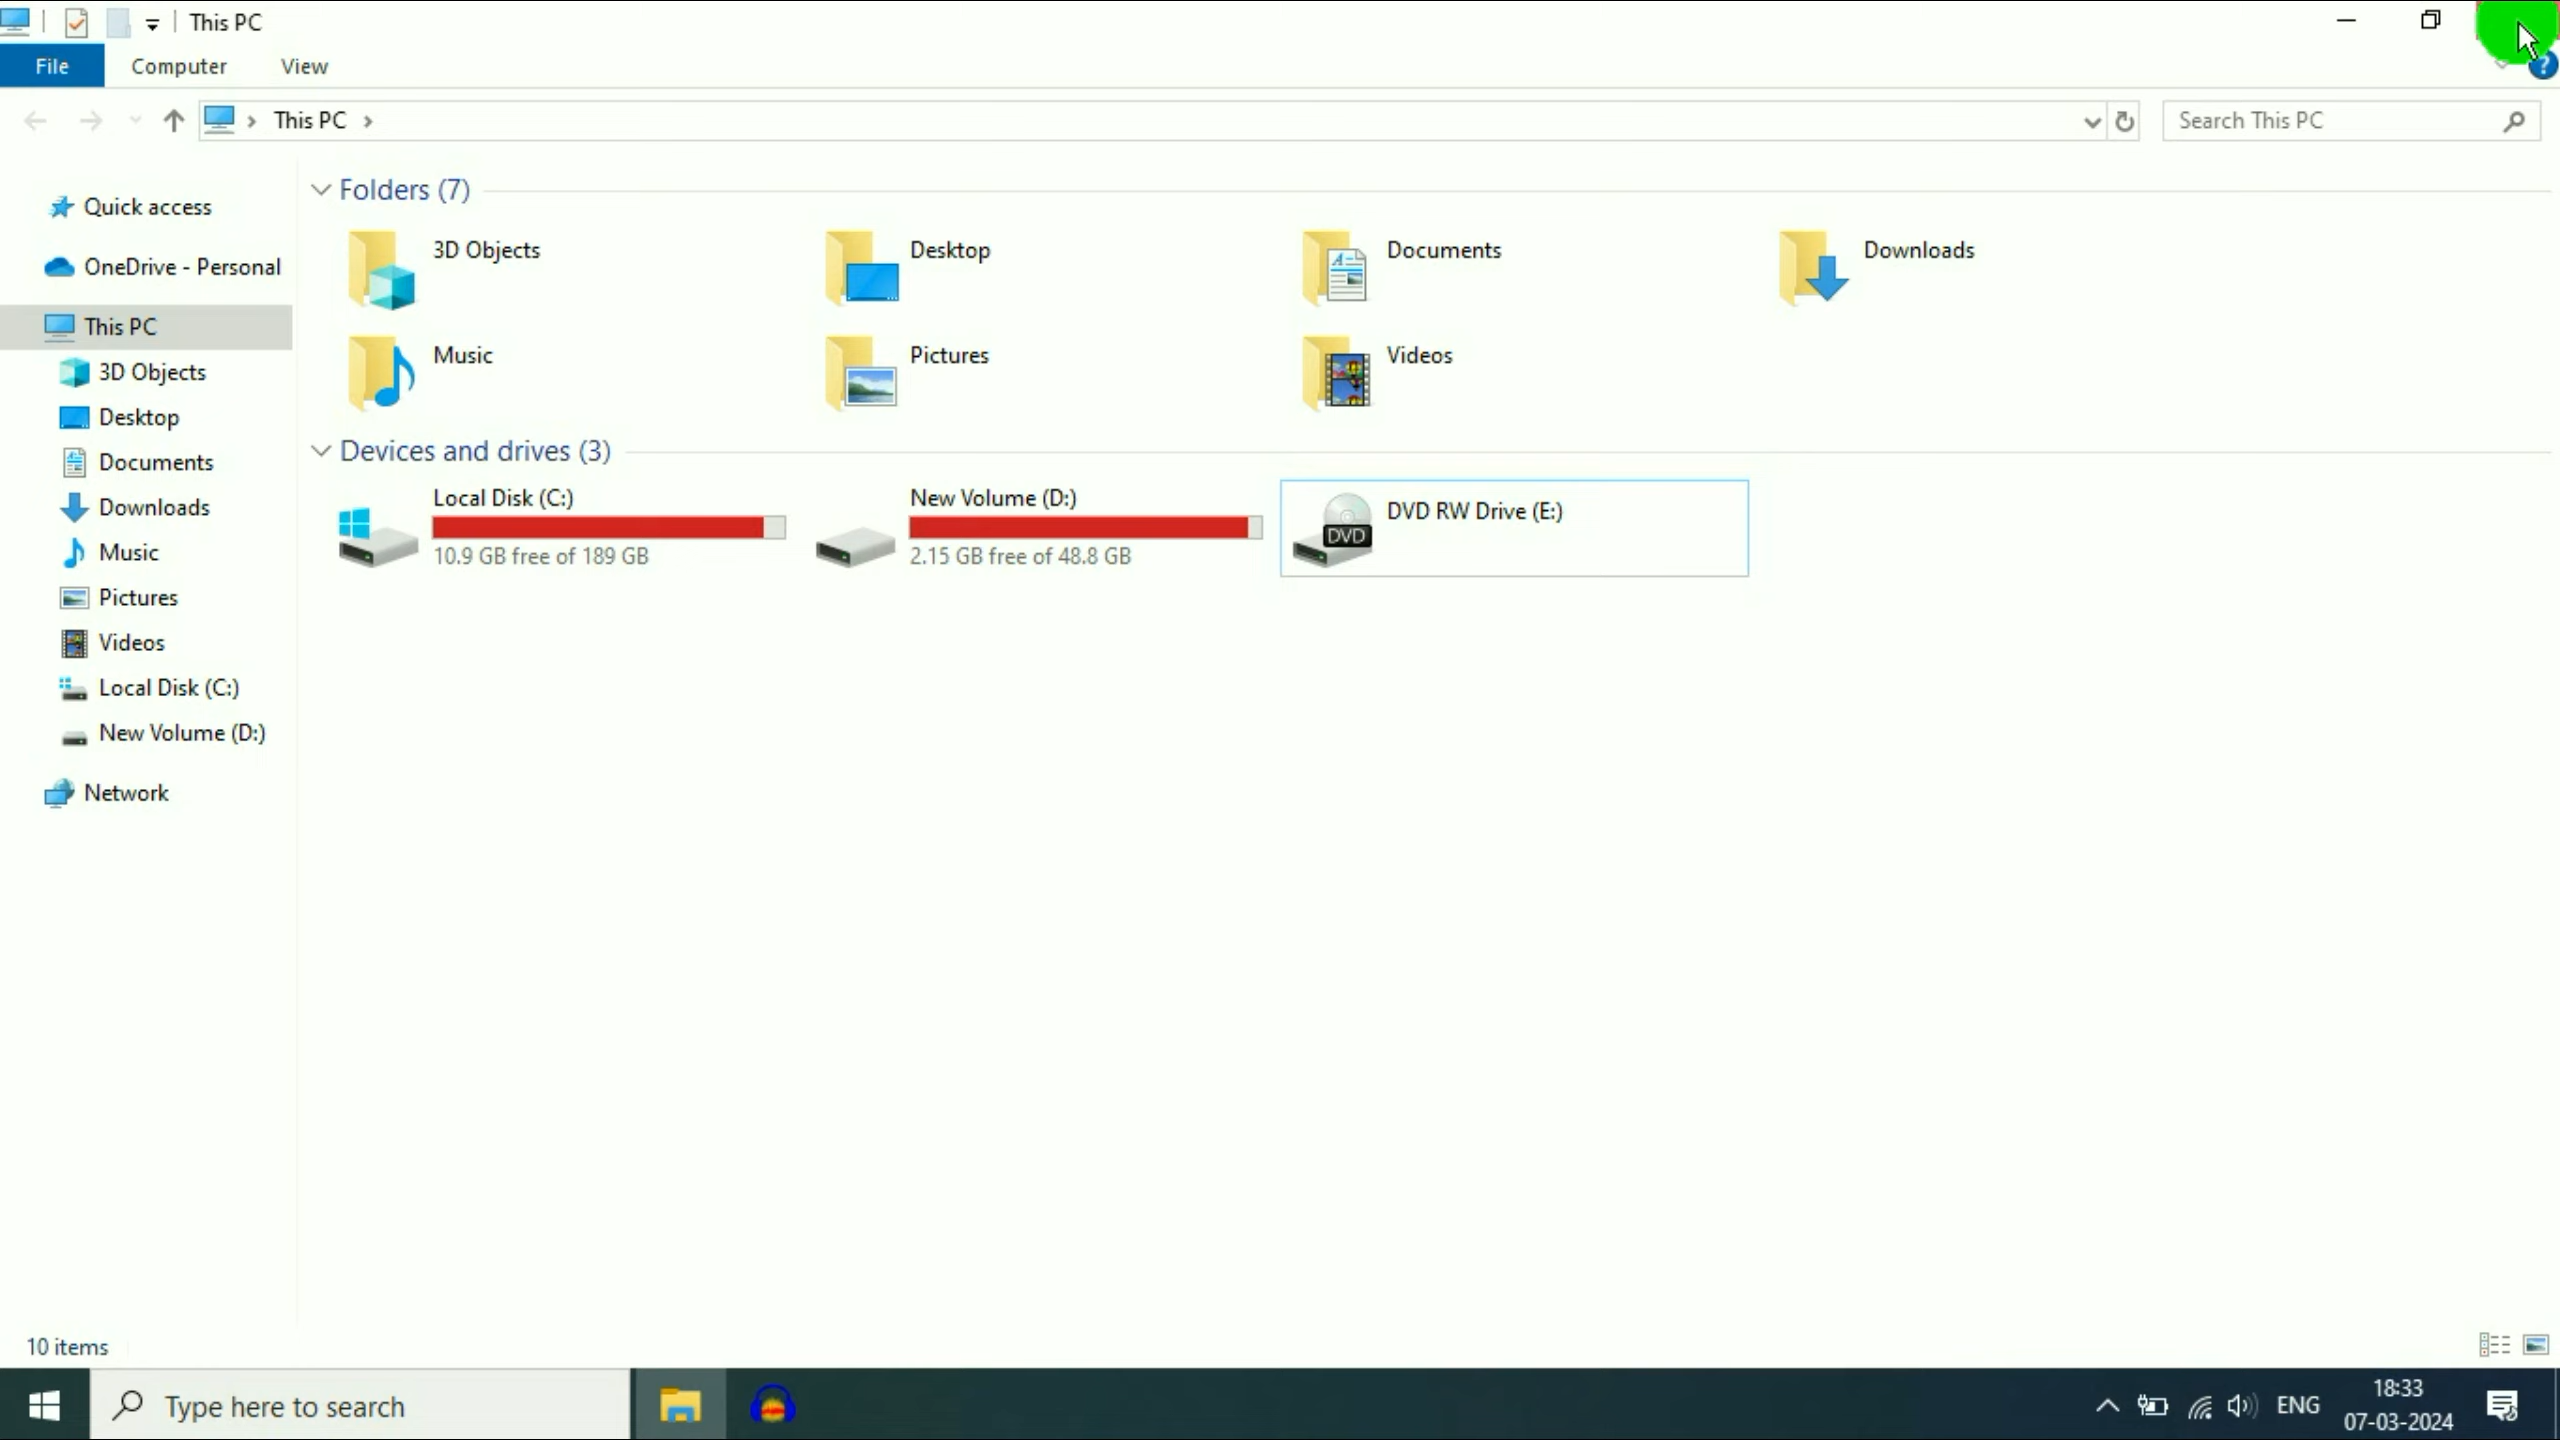 This PC
File
Computer
View
This PC
Search This PC
Quick access
OneDrive - Personal
This PC
3D Objects
Desktop
Documents
Downloads
Music
Pictures
Videos
Local Disk (C:)
New Volume (D:)
Network
Folders (7)
3D Objects
Desktop
Documents
Downloads
Music
Pictures
Videos
Devices and drives (3)
Local Disk (C:)
10.9 GB free of 189 GB
New Volume (D:)
2.15 GB free of 48.8 GB
DVD RW Drive (E:)
DVD
10 items
Type here to search
ENG
18:33
07-03-2024